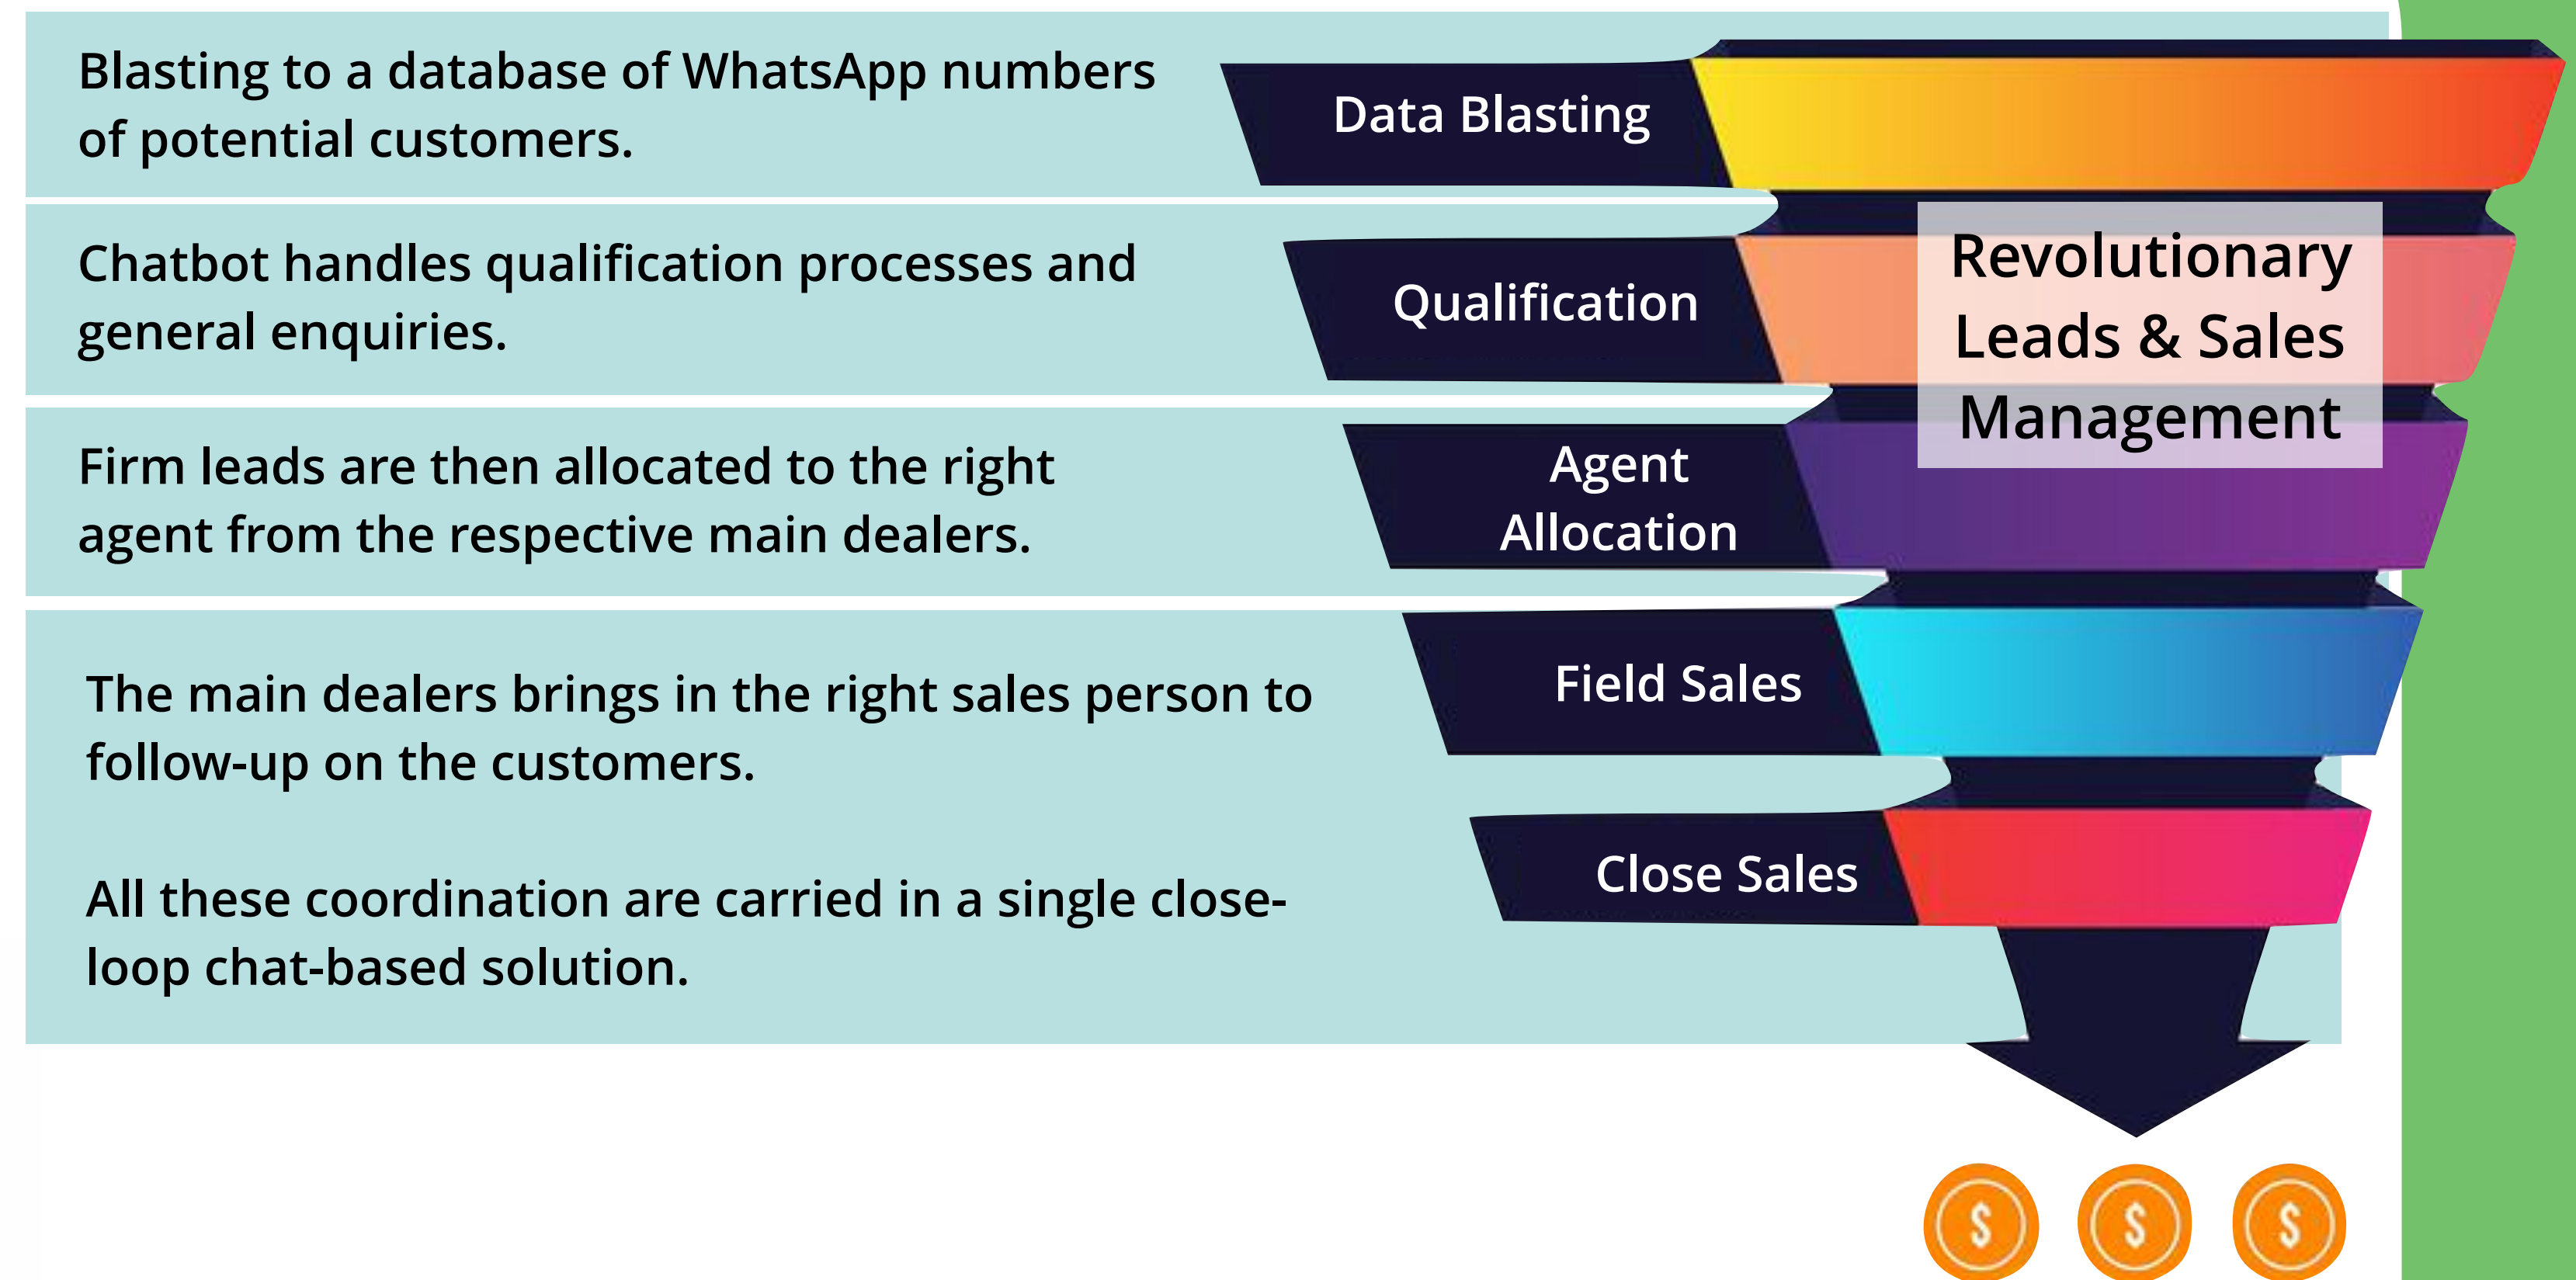 Blasting to a database of WhatsApp numbers
of potential customers.
Data Blasting
Chatbot handles qualification processes and
general enquiries.
Qualification
Revolutionary
Leads & Sales
Management
Firm leads are then allocated to the right
agent from the respective main dealers.
Agent
Allocation
The main dealers brings in the right sales person to
follow-up on the customers.
Field Sales
All these coordination are carried in a single close-
loop chat-based solution.
Close Sales
$ $ $